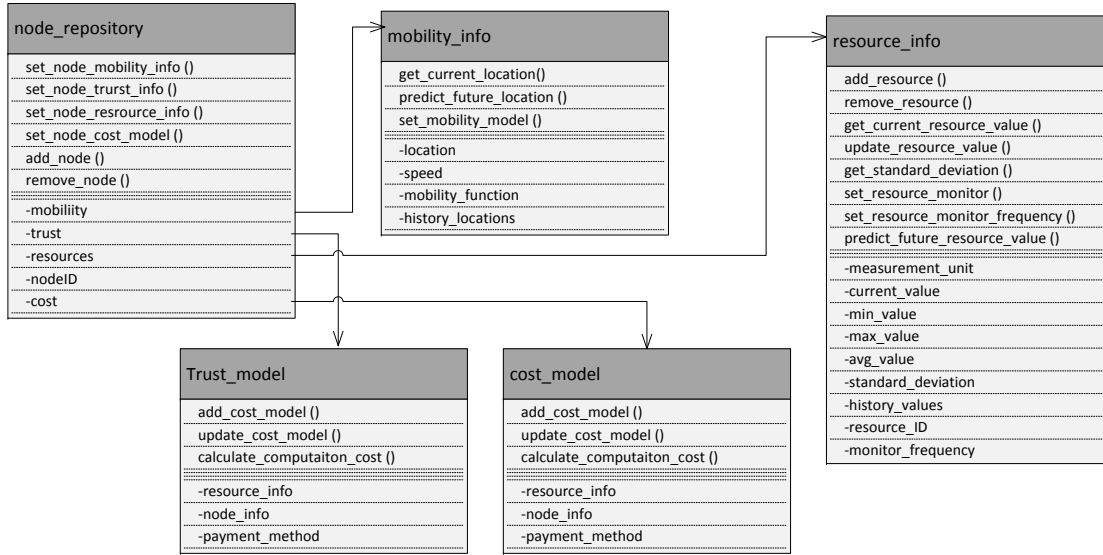 node_repository
set_node_mobility_info ()
set_node_trurst_info ()
set_node_resrource_info ()
set_node_cost_model ()
add_node ()
remove_node ()
-mobiliity
-trust
-resources
-nodeID
-cost
mobility_info
get_current_location()
predict_future_location ()
set_mobility_model ()
-location
-speed
-mobility_function
-history_locations
resource_info
add_resource ()
remove_resource ()
get_current_resource_value ()
update_resource_value ()
get_standard_deviation ()
set_resource_monitor ()
set_resource_monitor_frequency ()
predict_future_resource_value ()
-measurement_unit
-current_value
-min_value
-max_value
-avg_value
-standard_deviation
-history_values
-resource_ID
-monitor_frequency
Trust_model
add_cost_model ()
update_cost_model ()
calculate_computaiton_cost ()
-resource_info
-node_info
-payment_method
cost_model
add_cost_model ()
update_cost_model ()
calculate_computaiton_cost ()
-resource_info
-node_info
-payment_method